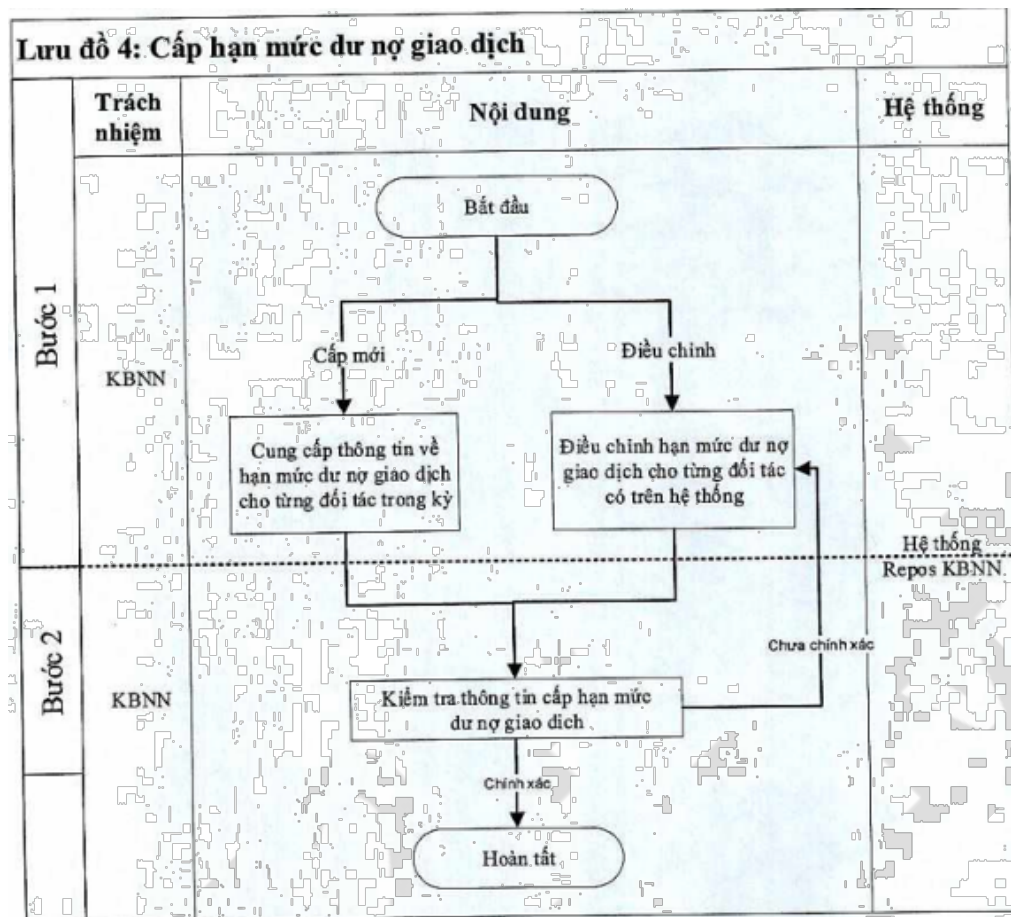 Lưu đồ 4: Cấp hạn mức dư nợ giao dịch
Trách
nhiệm
Nội dung
Hệ thống
Bước 1
KBNN
Bắt đầu
Cấp mới
Điều chỉnh
Cung cấp thông tin về
hạn mức dư nợ giao dịch
cho từng đối tác trong kỳ
Điều chỉnh hạn mức dư nợ
giao dịch cho từng đối tác
có trên hệ thống
Hệ thống
Repos KBNN.
Bước 2
KBNN
Chưa chính xác
Kiểm tra thông tin cấp hạn mức
dư nợ giao dịch
Chính xác
Hoàn tất